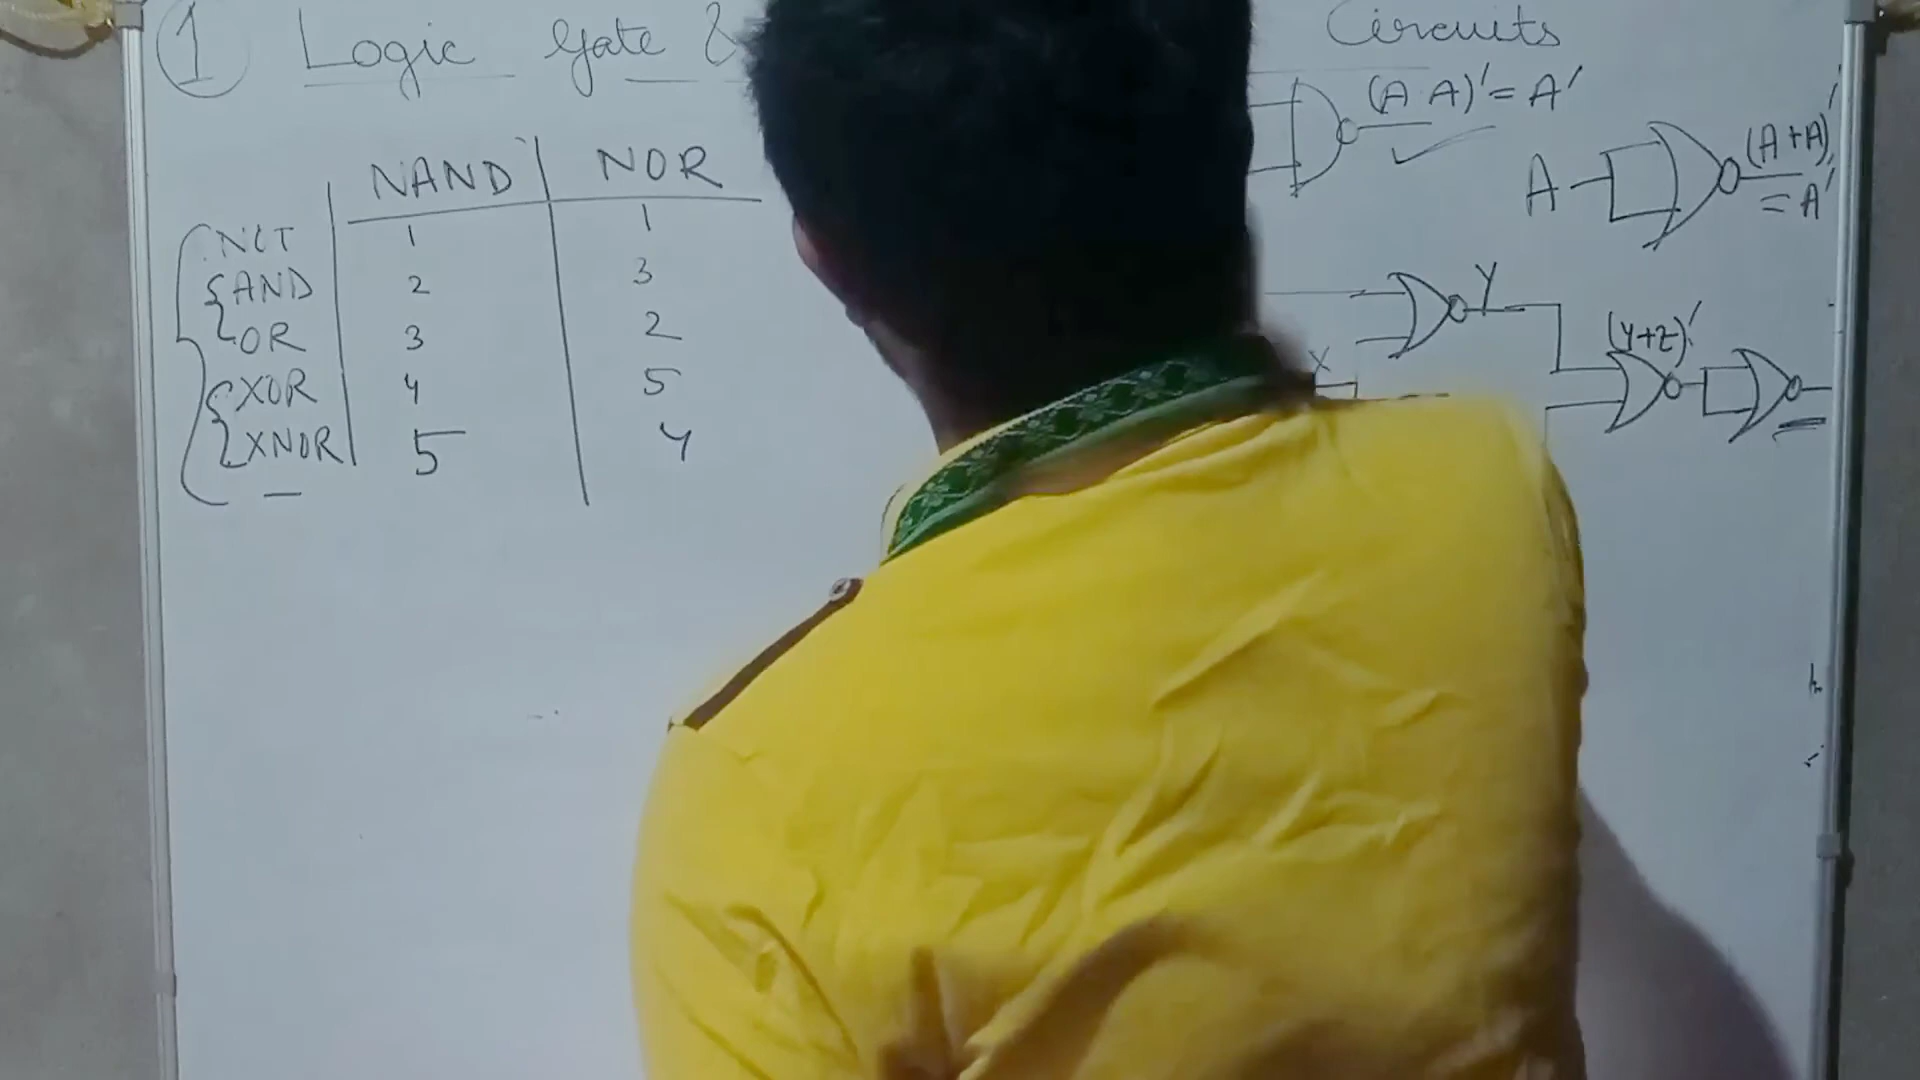 1 Logic Gate & Circuits
NAND NOR
NOT 1 1
AND 2 3
OR 3 2
XOR 4 5
XNOR 5 4
(A A)' = A'
A (A+A)'
= A'
Y
X
(Y+Z)'